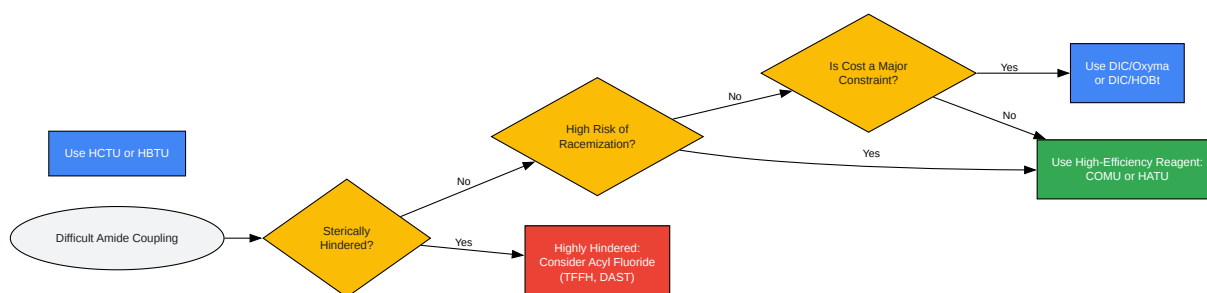 Use HCTU or HBTU
Difficult Amide Coupling
Sterically
Hindered?
No
Yes
Highly Hindered:
Consider Acyl Fluoride
(TFFH, DAST)
High Risk of
Racemization?
No
Yes
Is Cost a Major
Constraint?
Yes
No
Use DIC/Oxyma
or DIC/HOBt
Use High-Efficiency Reagent:
COMU or HATU